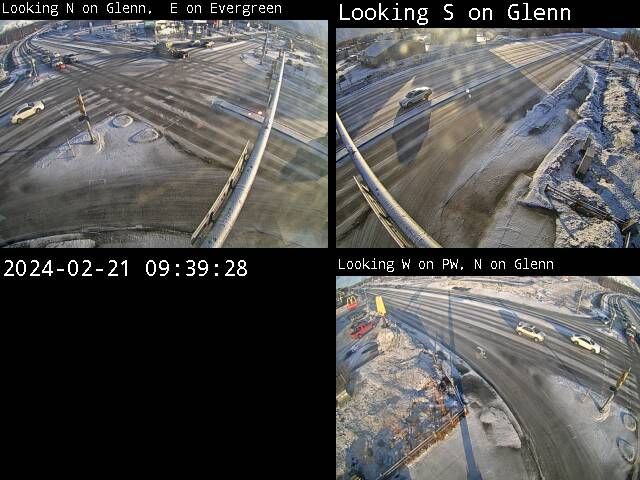 Looking N on Glenn,  E on Evergreen
Looking S on Glenn
2024-02-21 09:39:28
Looking W on PW, N on Glenn